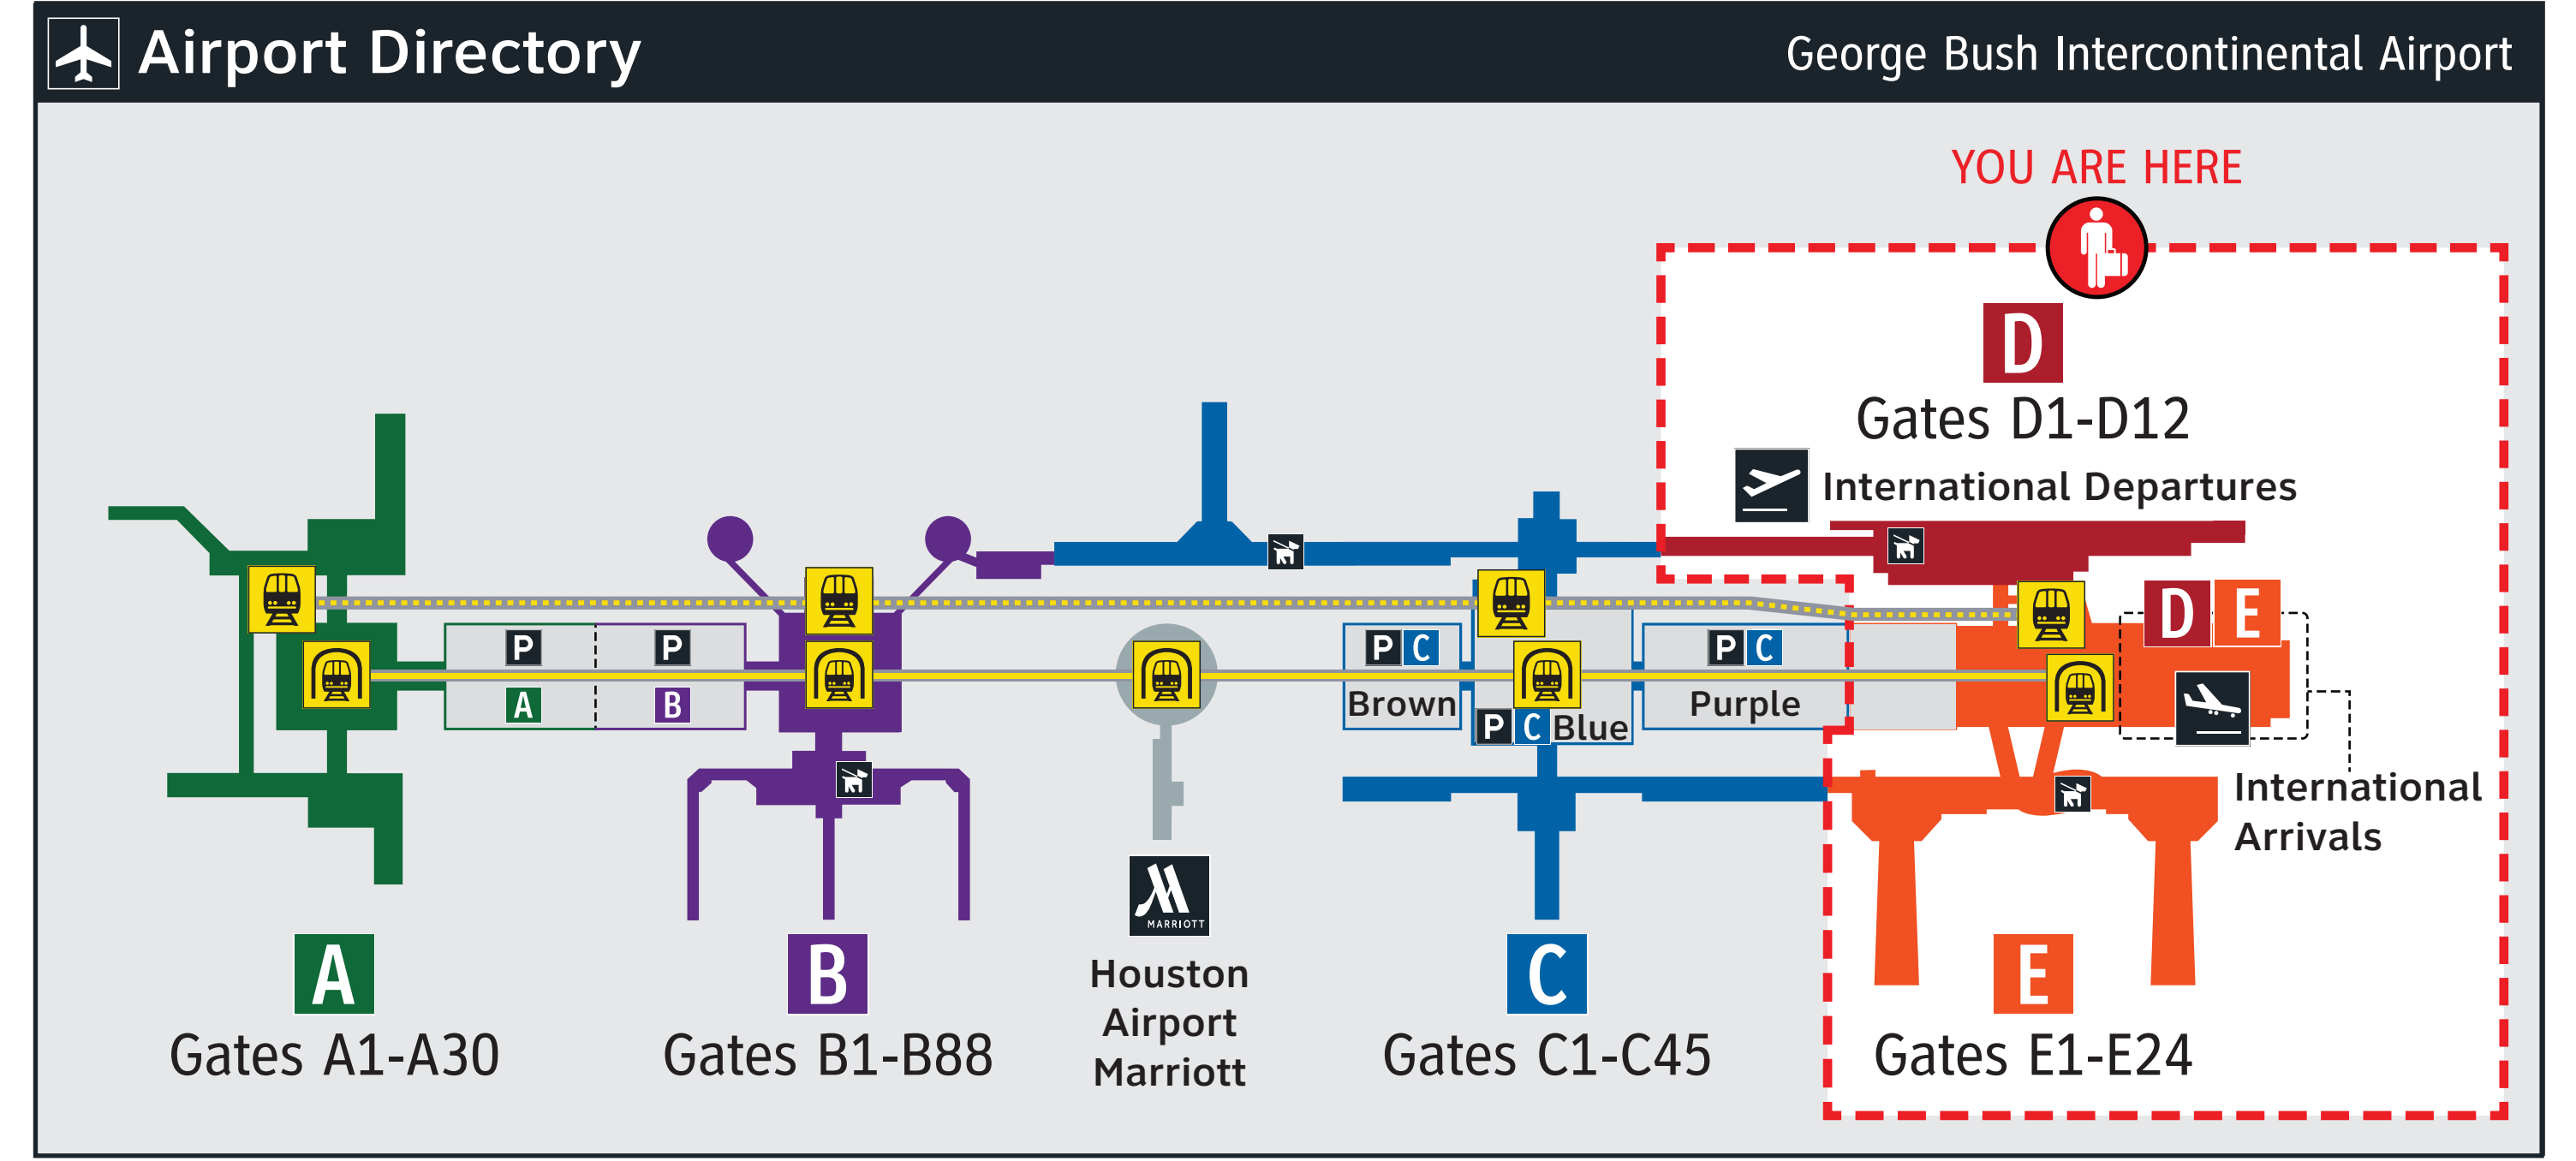 Airport Directory
George Bush Intercontinental Airport
YOU ARE HERE
D
Gates D1-D12
International Departures
D E
P
P
P C
P C
A
B
Brown
P C Blue
Purple
International
Arrivals
MARRIOTT
A
Gates A1-A30
B
Gates B1-B88
Houston
Airport
Marriott
C
Gates C1-C45
E
Gates E1-E24